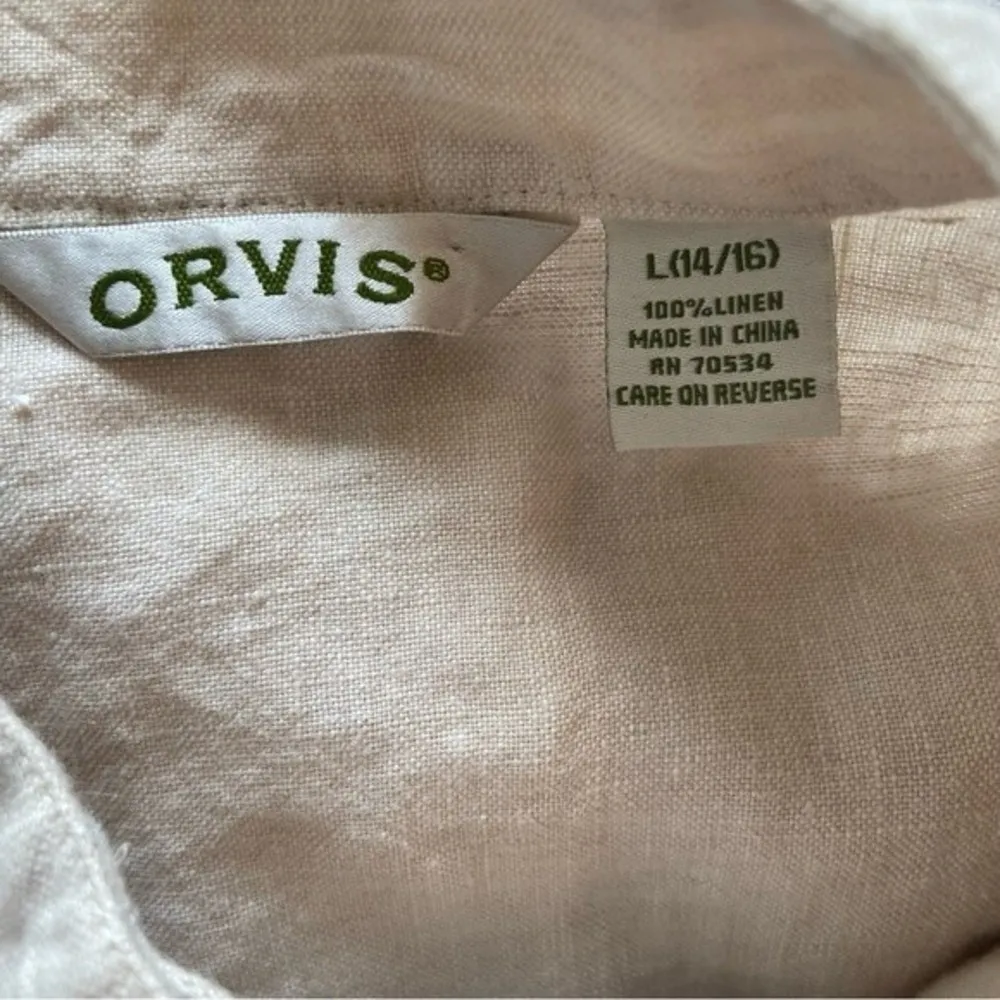 ORVIS®
L(14/16)
100%LINEN
MADE IN CHINA
RN 70534
CARE ON REVERSE